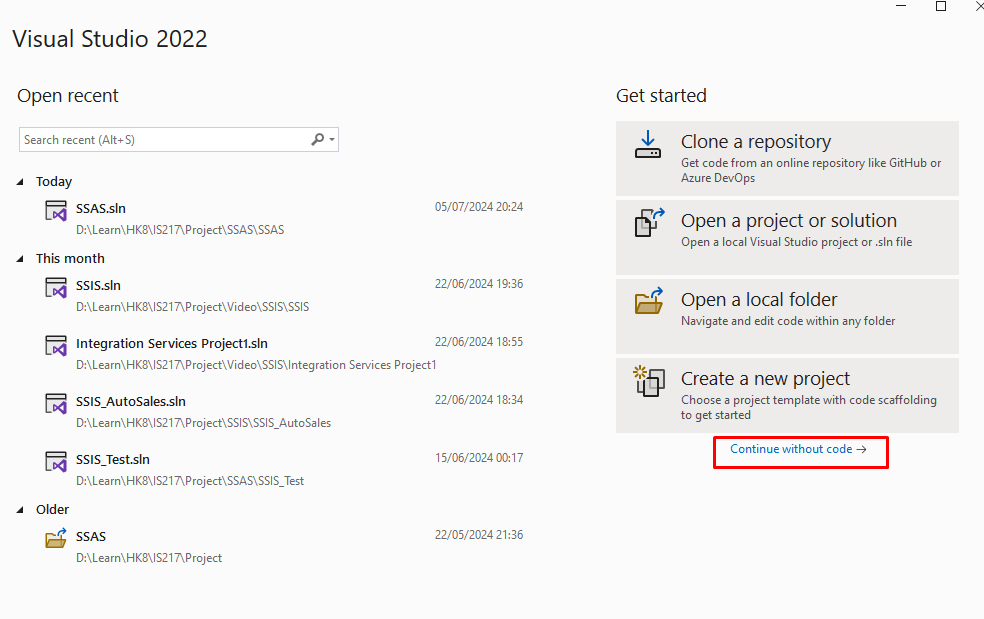 Visual Studio 2022
Open recent
Search recent (Alt+S)
Today
SSAS.sln
05/07/2024 20:24
D:\Learn\HK8\IS217\Project\SSAS\SSAS
This month
SSIS.sln
22/06/2024 19:36
D:\Learn\HK8\IS217\Project\Video\SSIS\SSIS
Integration Services Project1.sln
22/06/2024 18:55
D:\Learn\HK8\IS217\Project\Video\SSIS\Integration Services Project1
SSIS_AutoSales.sln
22/06/2024 18:34
D:\Learn\HK8\IS217\Project\SSIS\SSIS_AutoSales
SSIS_Test.sln
15/06/2024 00:17
D:\Learn\HK8\IS217\Project\SSAS\SSIS_Test
Older
SSAS
22/05/2024 21:36
D:\Learn\HK8\IS217\Project
Get started
Clone a repository
Get code from an online repository like GitHub or
Azure DevOps
Open a project or solution
Open a local Visual Studio project or .sln file
Open a local folder
Navigate and edit code within any folder
Create a new project
Choose a project template with code scaffolding
to get started
Continue without code →